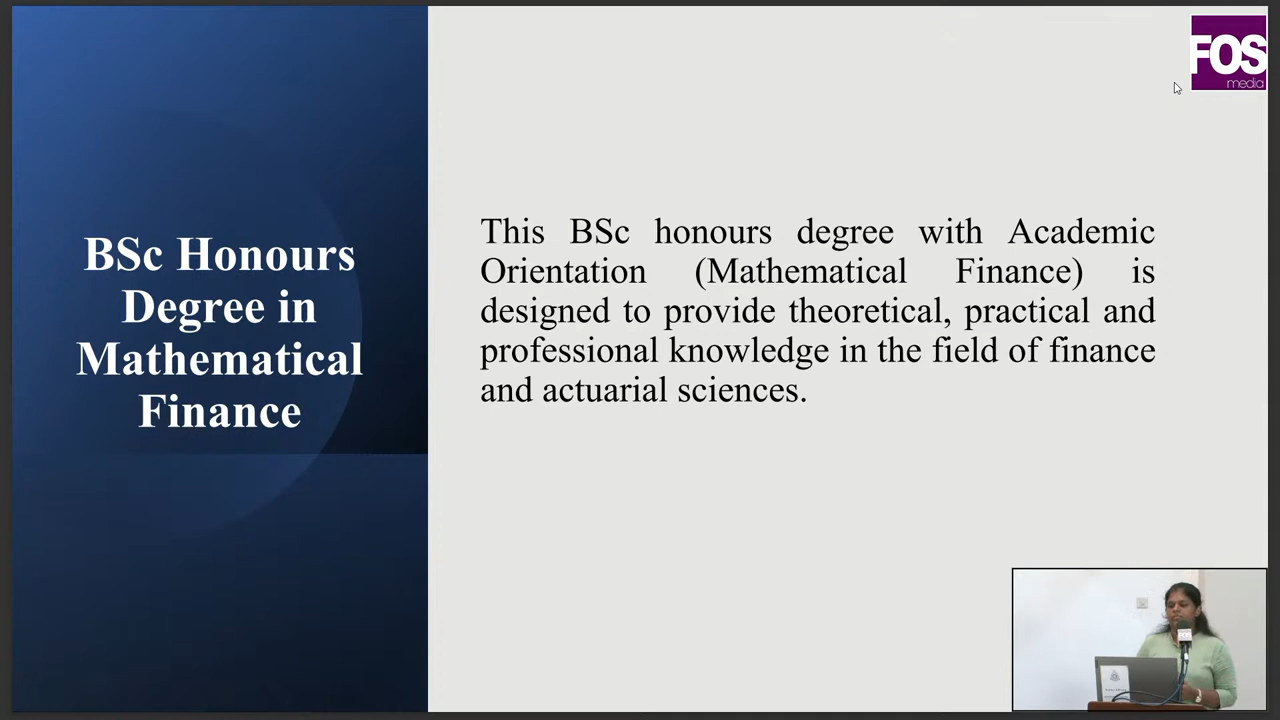 FOS
media
BSc Honours
Degree in
Mathematical
Finance
This BSc honours degree with Academic
Orientation (Mathematical Finance) is
designed to provide theoretical, practical and
professional knowledge in the field of finance
and actuarial sciences.
FOS